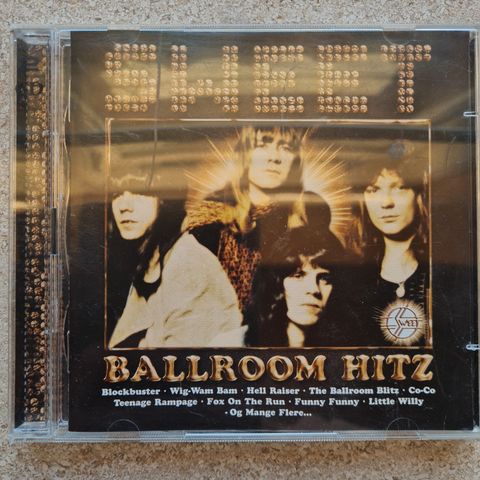 SWEET
SWEET
BALLROOM HITZ
Blockbuster · Wig-Wam Bam · Hell Raiser · The Ballroom Blitz · Co-Co
Teenage Rampage · Fox On The Run · Funny Funny · Little Willy
· Og Mange Flere...